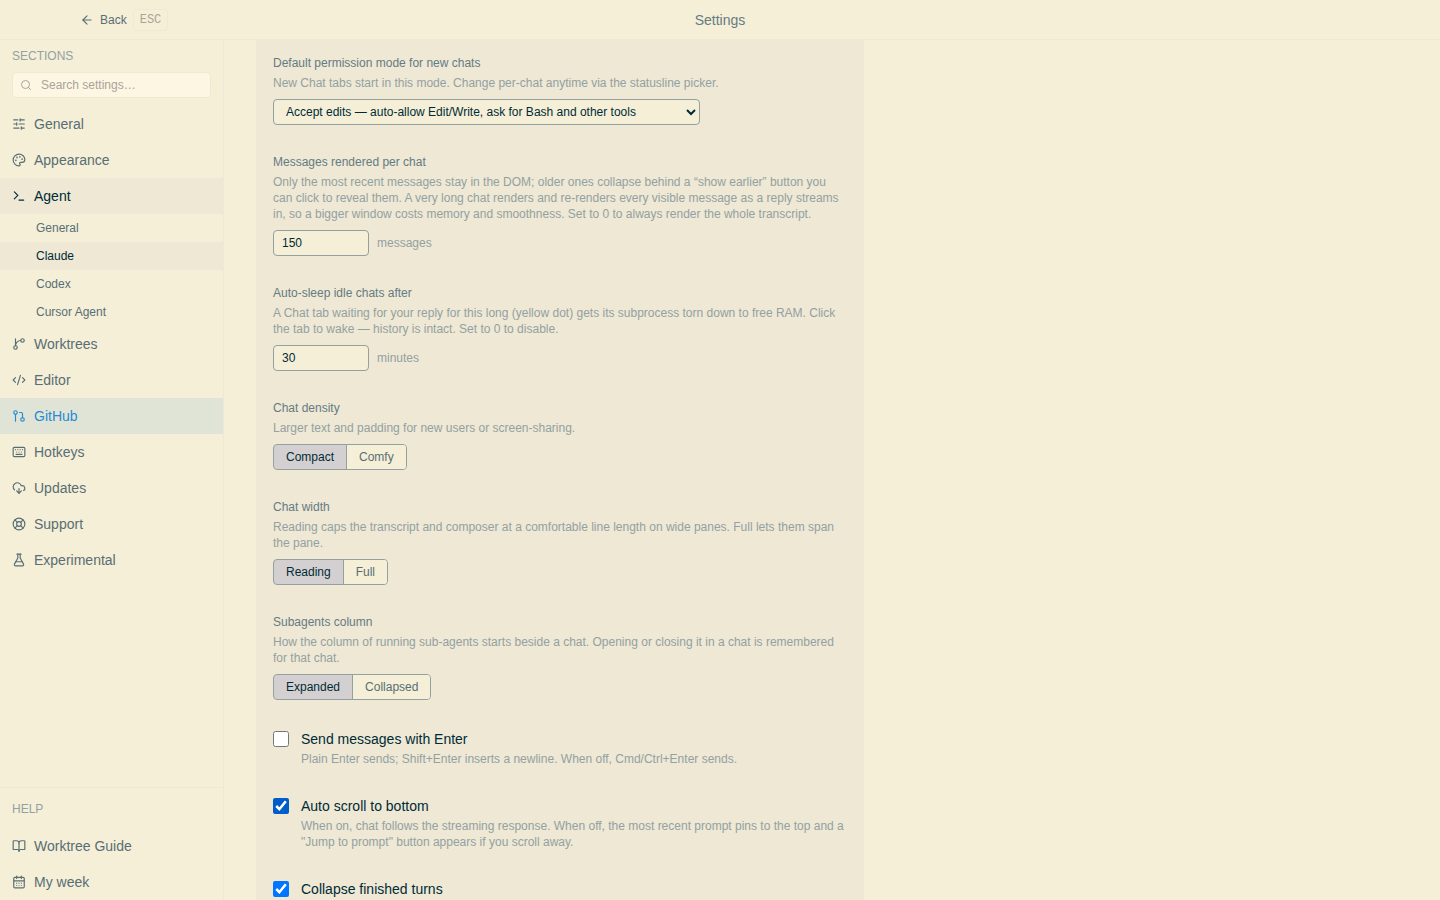 Back ESC
Settings
SECTIONS
Search settings…
General
Appearance
Agent
General
Claude
Codex
Cursor Agent
Worktrees
Editor
GitHub
Hotkeys
Updates
Support
Experimental
HELP
Worktree Guide
My week
Default permission mode for new chats
New Chat tabs start in this mode. Change per-chat anytime via the statusline picker.
Accept edits — auto-allow Edit/Write, ask for Bash and other tools
Messages rendered per chat
Only the most recent messages stay in the DOM; older ones collapse behind a “show earlier” button you
can click to reveal them. A very long chat renders and re-renders every visible message as a reply streams
in, so a bigger window costs memory and smoothness. Set to 0 to always render the whole transcript.
150 messages
Auto-sleep idle chats after
A Chat tab waiting for your reply for this long (yellow dot) gets its subprocess torn down to free RAM. Click
the tab to wake — history is intact. Set to 0 to disable.
30 minutes
Chat density
Larger text and padding for new users or screen-sharing.
Compact Comfy
Chat width
Reading caps the transcript and composer at a comfortable line length on wide panes. Full lets them span
the pane.
Reading Full
Subagents column
How the column of running sub-agents starts beside a chat. Opening or closing it in a chat is remembered
for that chat.
Expanded Collapsed
Send messages with Enter
Plain Enter sends; Shift+Enter inserts a newline. When off, Cmd/Ctrl+Enter sends.
Auto scroll to bottom
When on, chat follows the streaming response. When off, the most recent prompt pins to the top and a
"Jump to prompt" button appears if you scroll away.
Collapse finished turns